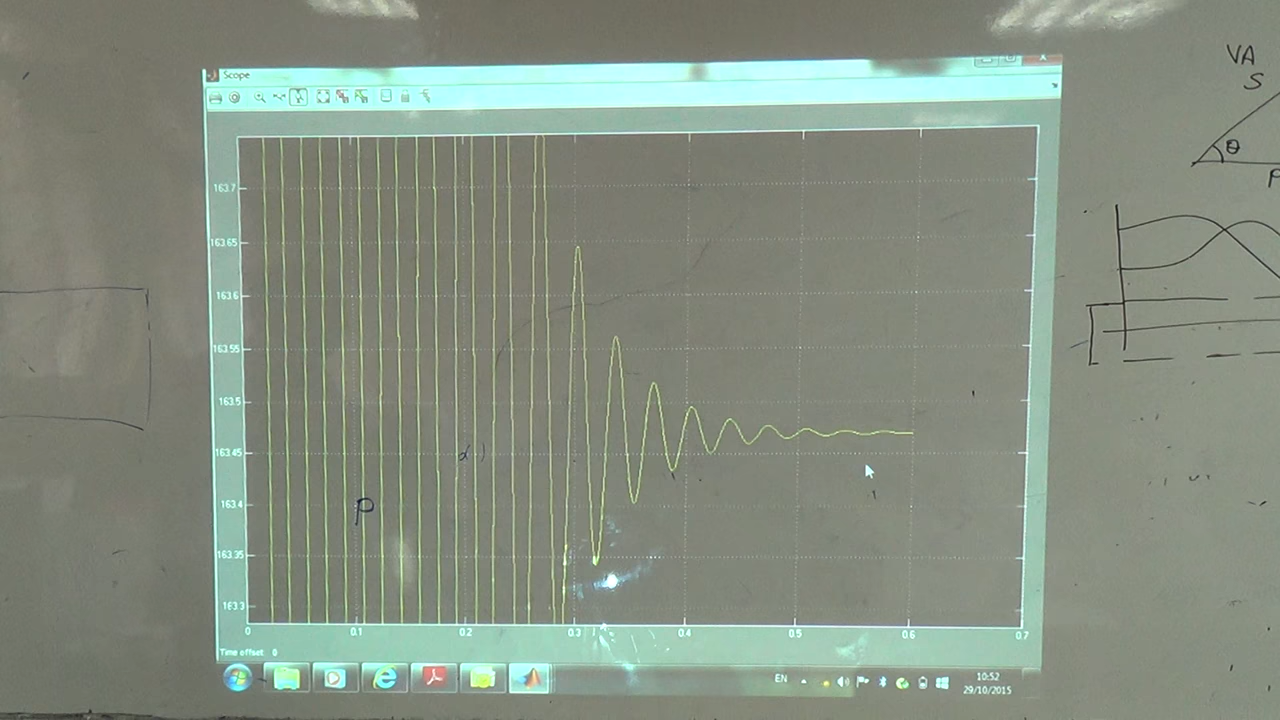 Scope
VA
S
θ
163.7
163.65
163.6
163.55
163.5
163.45
163.4
163.35
163.3
P
0 0.1 0.2 0.3 0.4 0.5 0.6 0.7
Time offset 0
EN
10:52
29/10/2015